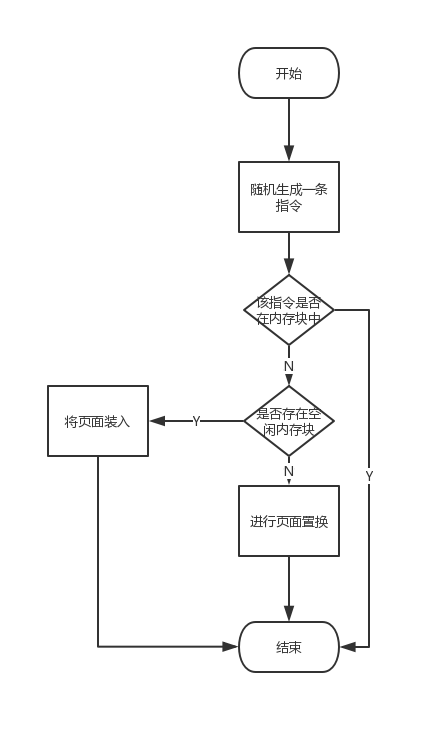 开始
随机生成一条
指令
该指令是否
在内存块中
N
将页面装入
Y
是否存在空
闲内存块
N
Y
进行页面置换
结束